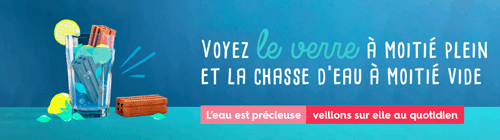 Voyez le verre à moitié plein
et la chasse d'eau à moitié vide
L'eau est précieuse veillons sur elle au quotidien